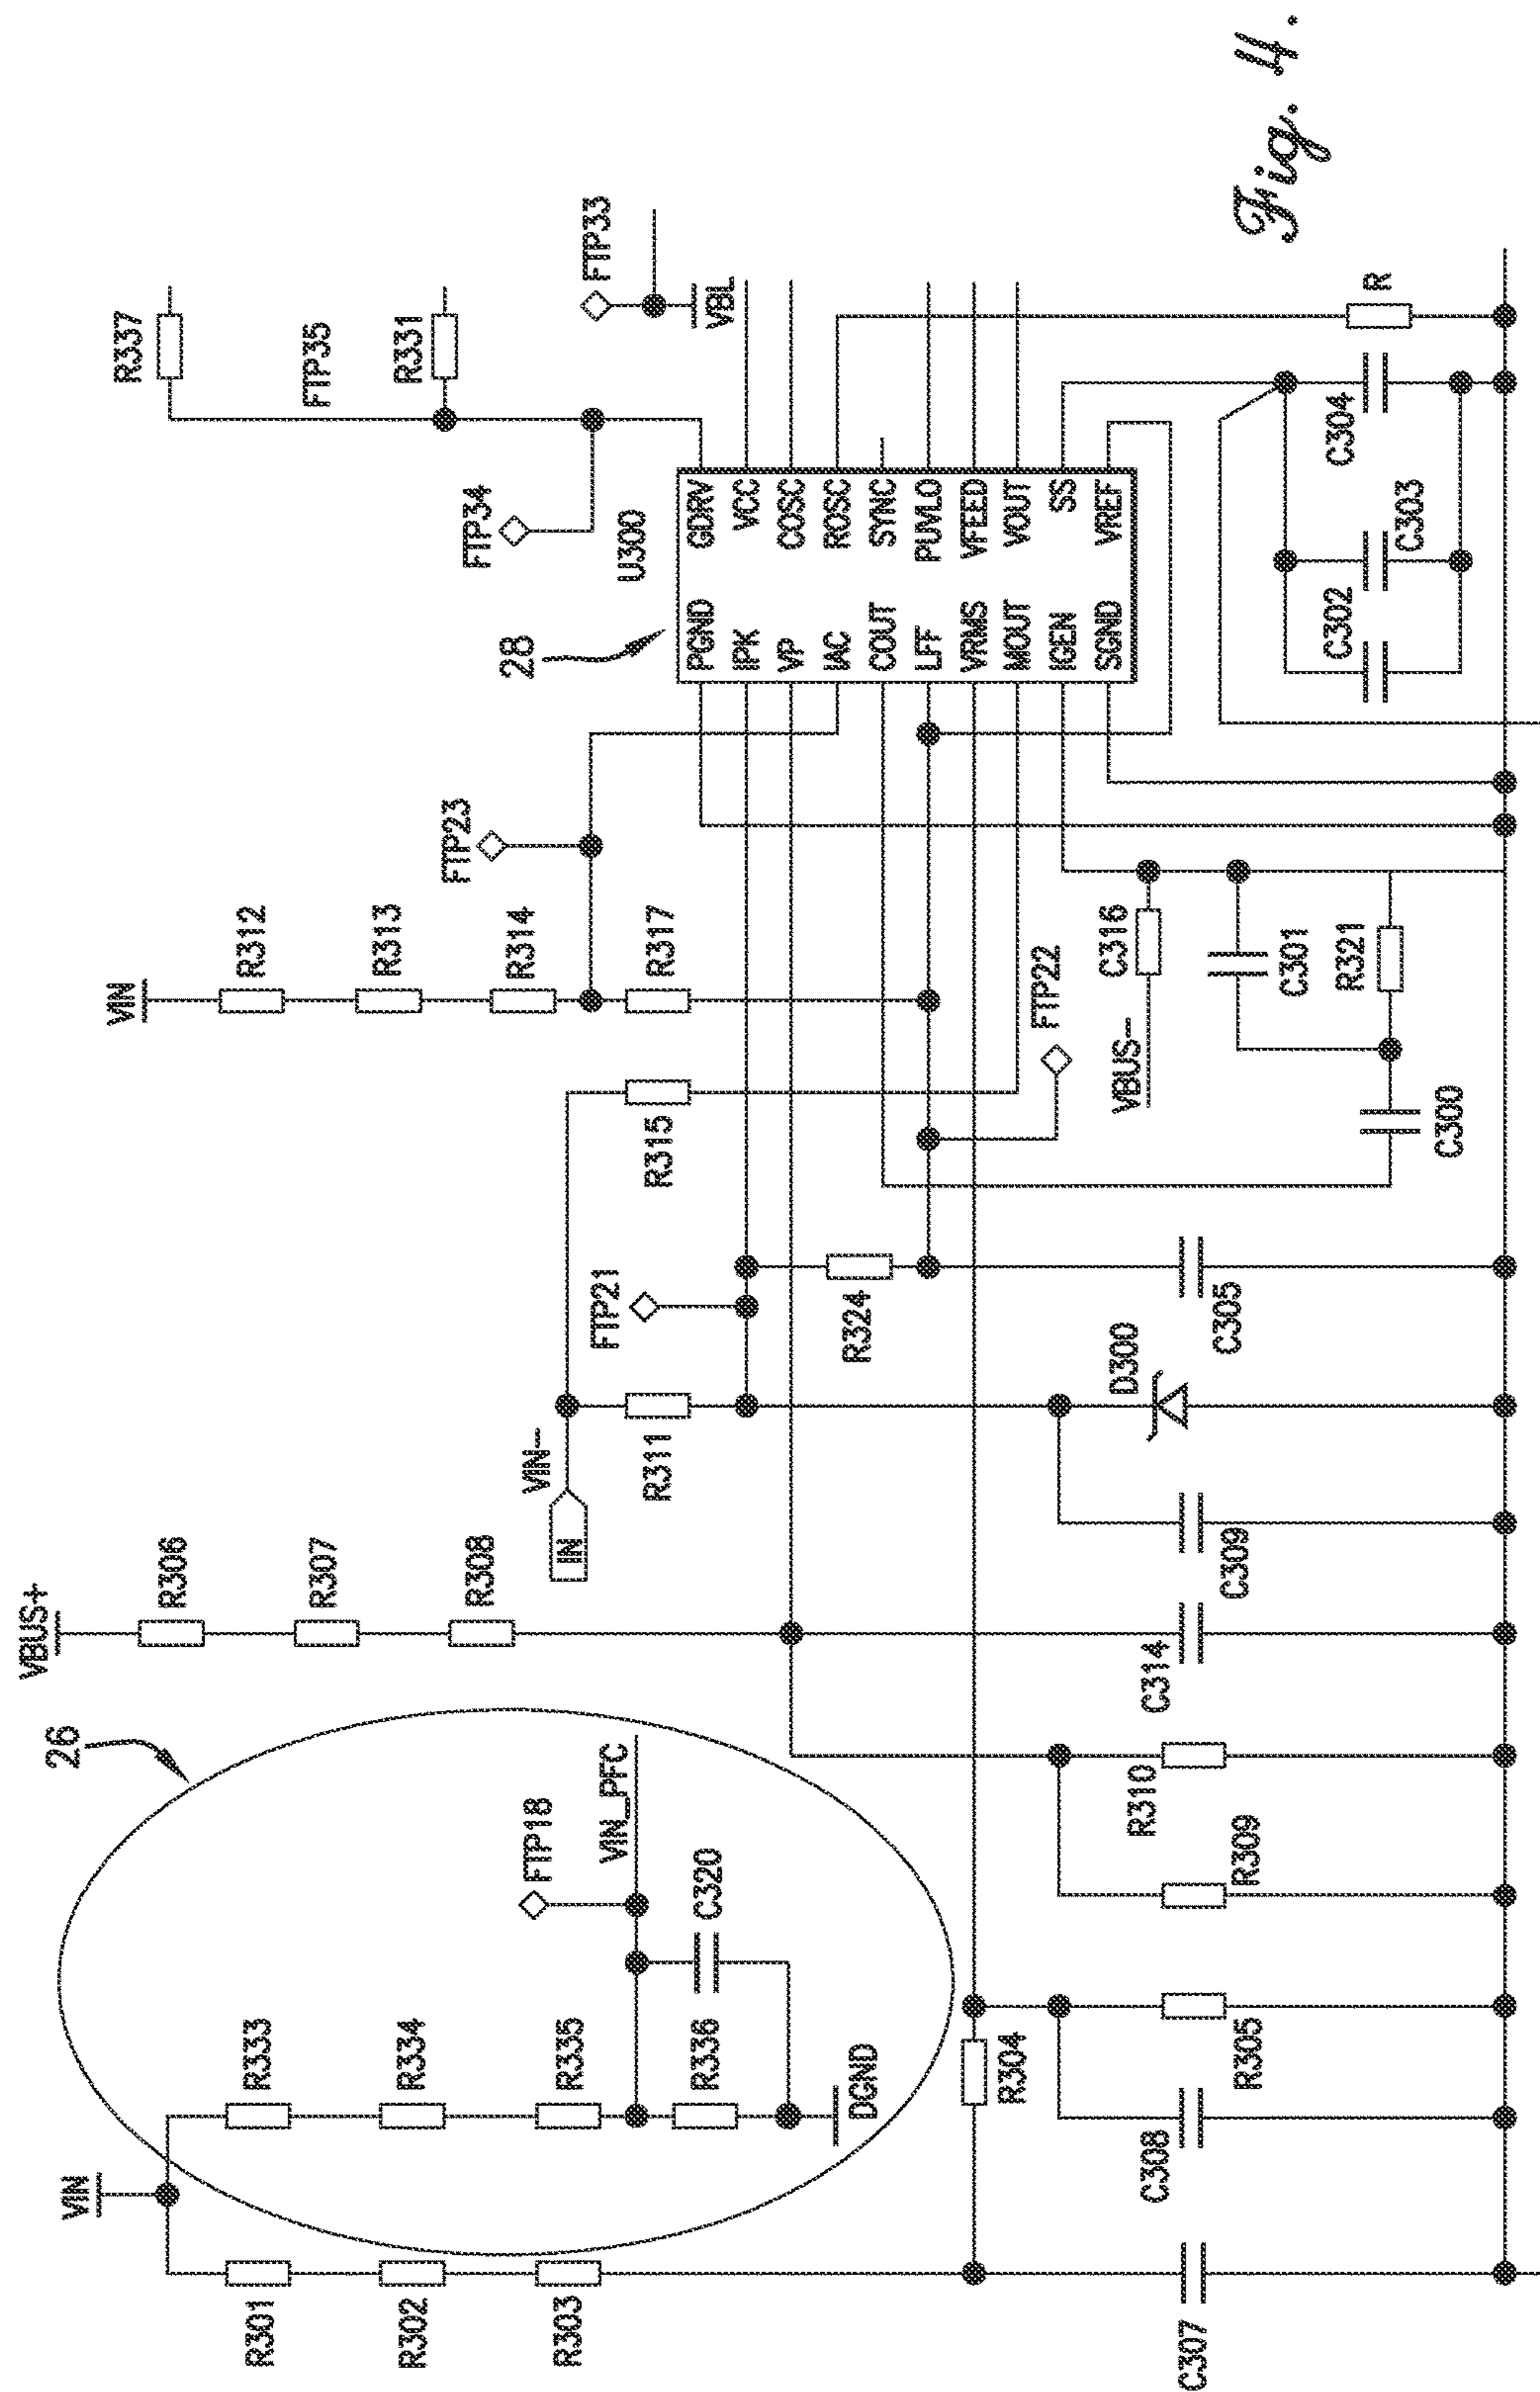 26
VIN
R301
R302
R303
R333
R334
R335
R336
C320
DGND
FTP18
VIN_PFC
VBUS+
R306
R307
R308
VIN-
IN
R311
FTP21
R315
VIN
R312
R313
R314
R317
FTP23
28
U300
FTP34
R337
FTP35
R331
FTP33
VBL
PGND
IPK
VP
IAC
COUT
LFF
VRMS
MOUT
IGEN
SGND
GDRV
VCC
COSC
ROSC
SYNC
PUVLO
VFEED
VOUT
SS
VREF
R304
R324
FTP22
C307
C308
R305
R309
R310
C314
C309
D300
C305
VBUS-
C316
C301
R321
C300
C302
C303
C304
R
Fig. 4.